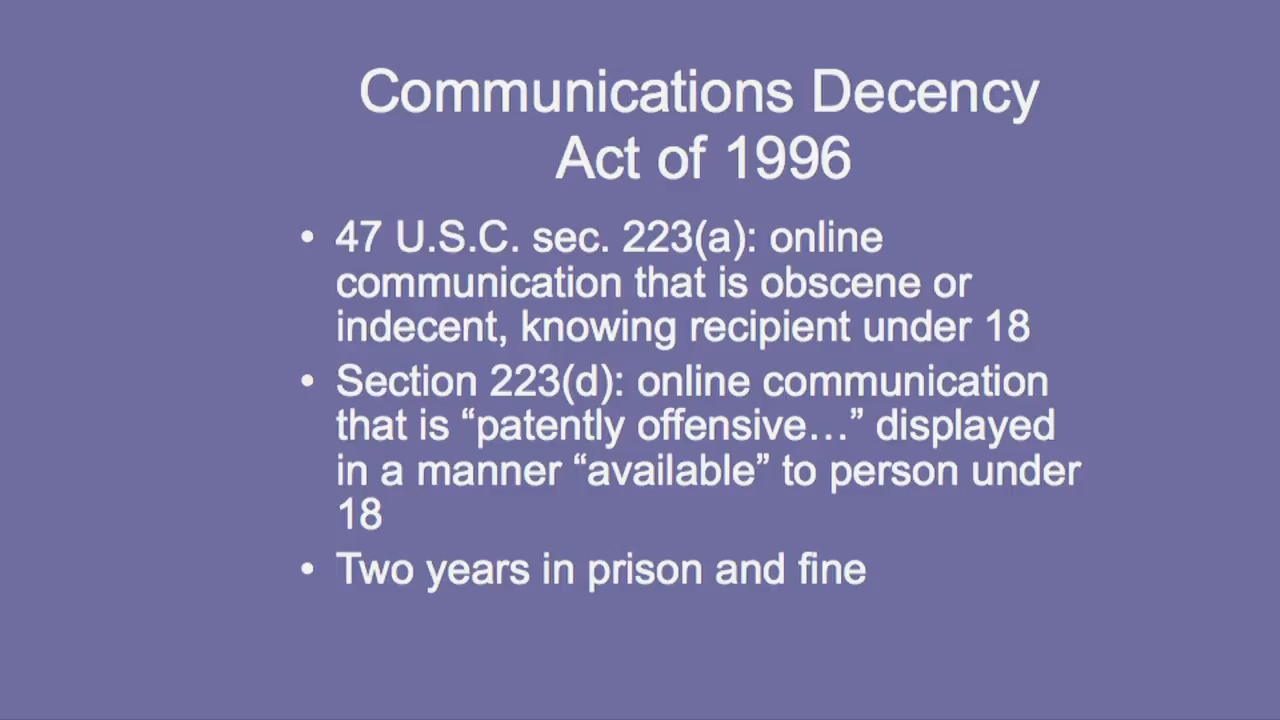 Communications Decency
Act of 1996
• 47 U.S.C. sec. 223(a): online
communication that is obscene or
indecent, knowing recipient under 18
• Section 223(d): online communication
that is “patently offensive…” displayed
in a manner “available” to person under
18
• Two years in prison and fine